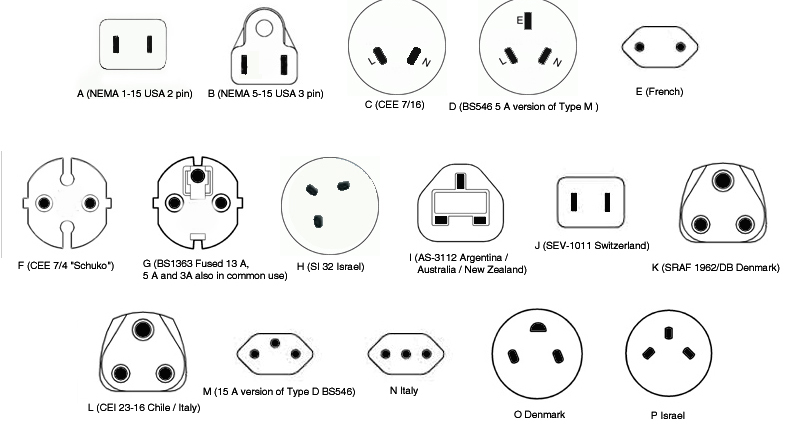 E
L N
L N
A (NEMA 1-15 USA 2 pin)
B (NEMA 5-15 USA 3 pin)
C (CEE 7/16)
D (BS546 5 A version of Type M )
E (French)
F (CEE 7/4 "Schuko")
G (BS1363 Fused 13 A,
5 A and 3A also in common use)
H (SI 32 Israel)
I (AS-3112 Argentina /
Australia / New Zealand)
J (SEV-1011 Switzerland)
K (SRAF 1962/DB Denmark)
L (CEI 23-16 Chile / Italy)
M (15 A version of Type D BS546)
N Italy
O Denmark
P Israel